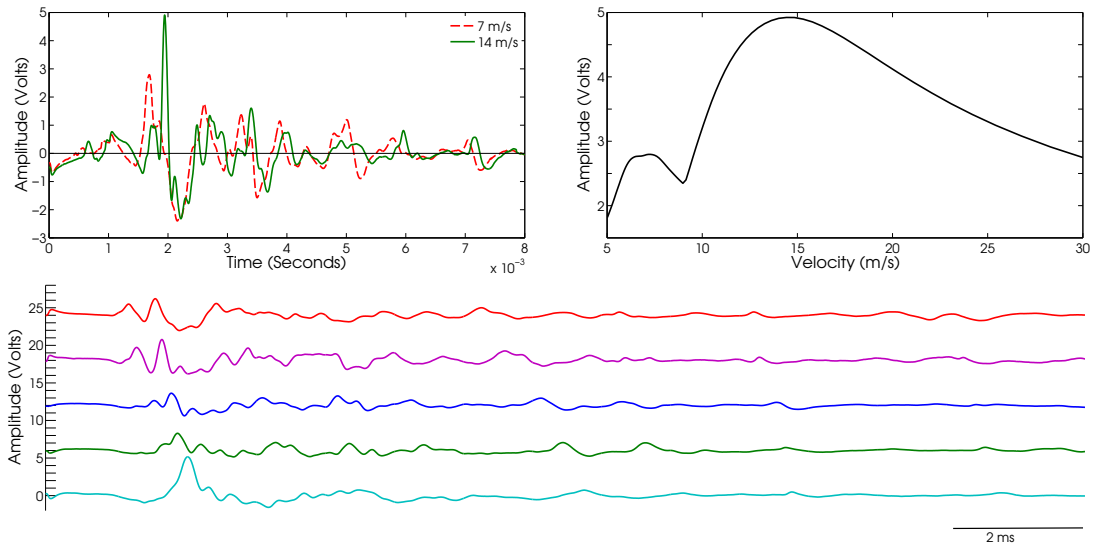 5
4
3
2
1
0
−1
−2
−3
Amplitude (Volts)
7 m/s
14 m/s
0 1 2 3 4 5 6 7 8
Time (Seconds)
x 10⁻³
5
4
3
2
Amplitude (Volts)
5 10 15 20 25 30
Velocity (m/s)
25
20
15
10
5
0
Amplitude (Volts)
2 ms